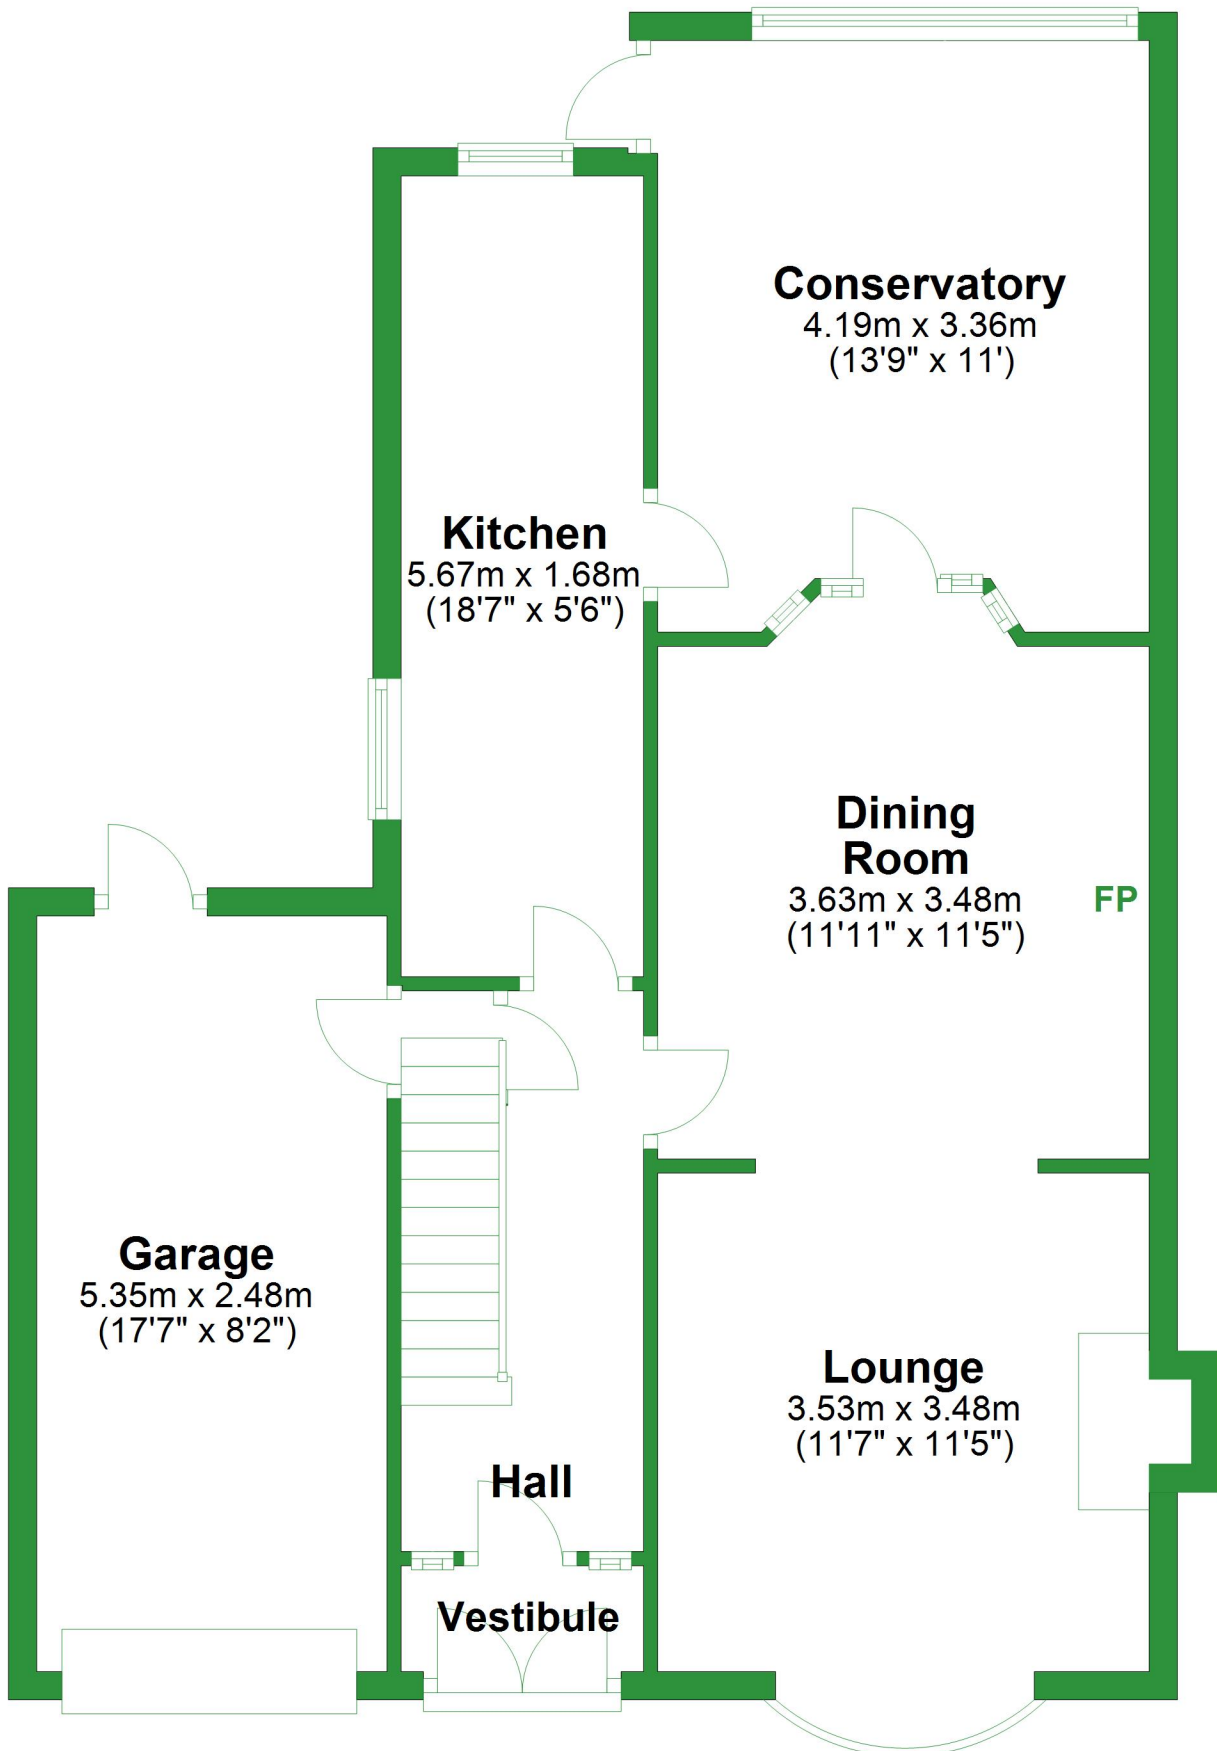 Conservatory
4.19m x 3.36m
(13'9" x 11')
Kitchen
5.67m x 1.68m
(18'7" x 5'6")
Dining
Room
3.63m x 3.48m
(11'11" x 11'5")
FP
Garage
5.35m x 2.48m
(17'7" x 8'2")
Lounge
3.53m x 3.48m
(11'7" x 11'5")
Hall
Vestibule